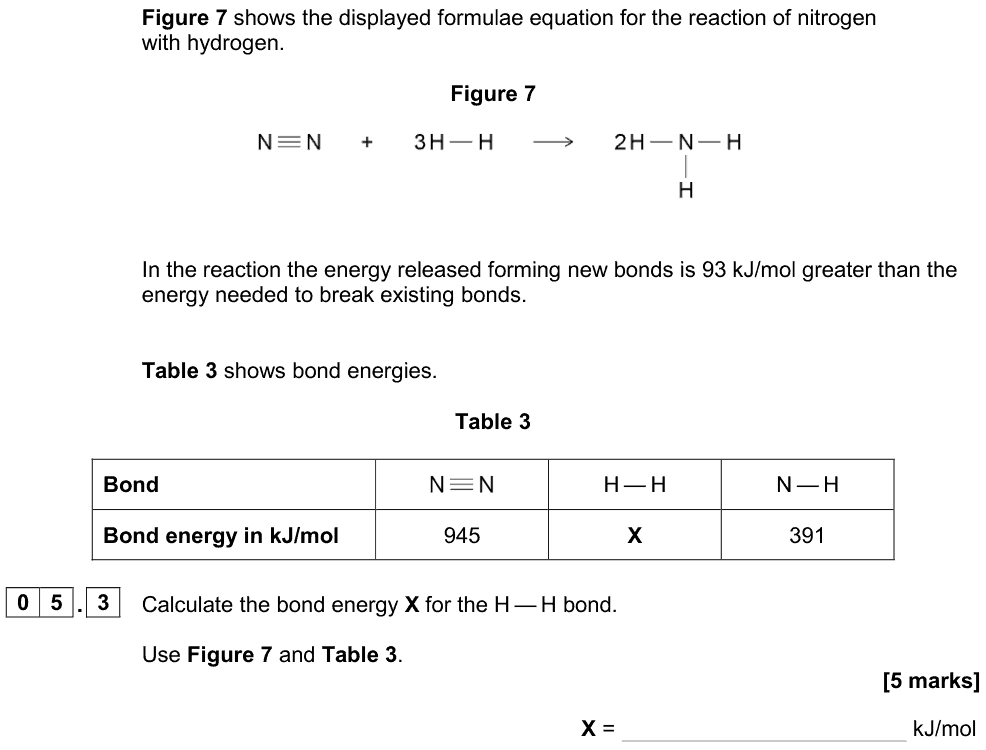 Figure 7 shows the displayed formulae equation for the reaction of nitrogen
with hydrogen.
Figure 7
N≡N + 3H—H ⟶ 2H—N—H
|
H
In the reaction the energy released forming new bonds is 93 kJ/mol greater than the
energy needed to break existing bonds.
Table 3 shows bond energies.
Table 3
Bond N≡N H—H N—H
Bond energy in kJ/mol 945 X 391
0 5 . 3 Calculate the bond energy X for the H—H bond.
Use Figure 7 and Table 3.
[5 marks]
X = ______________________ kJ/mol